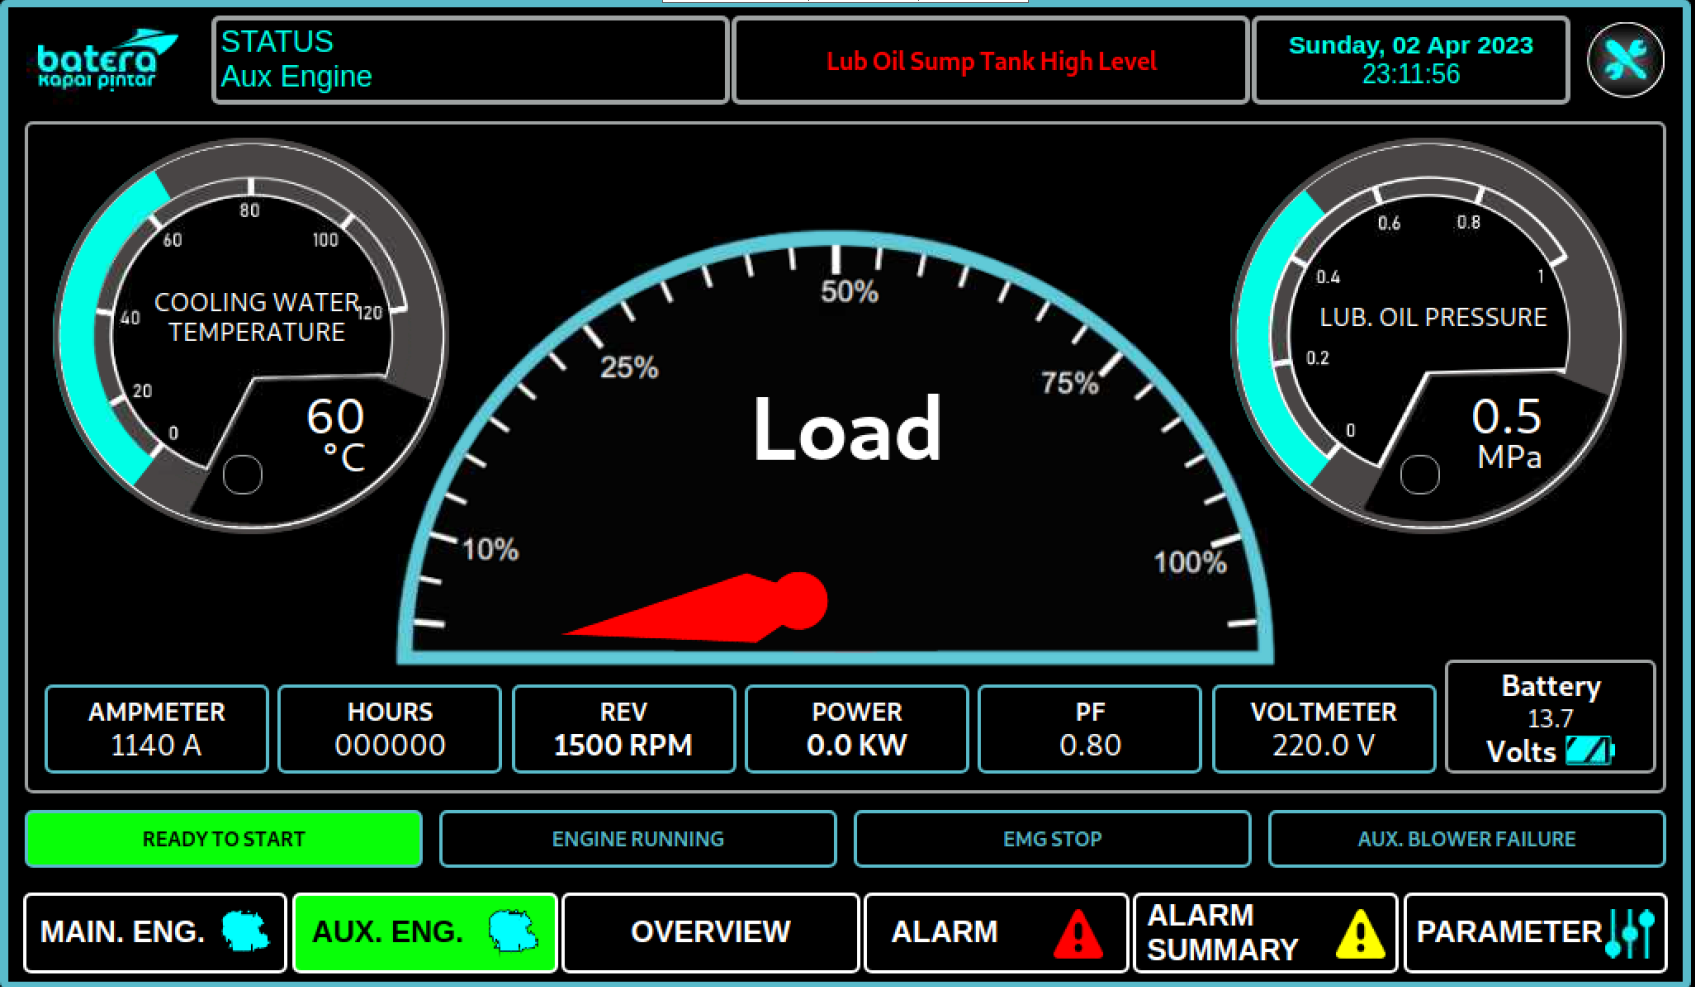 batera
kapal pintar
STATUS
Aux Engine
Lub Oil Sump Tank High Level
Sunday, 02 Apr 2023
23:11:56
80
60
100
40
COOLING WATER
120
TEMPERATURE
20
0
60
°C
50%
25%
75%
Load
10%
100%
0.6
0.8
0.4
1
LUB. OIL PRESSURE
0.2
0
0.5
MPa
AMPMETER
1140 A
HOURS
000000
REV
1500 RPM
POWER
0.0 KW
PF
0.80
VOLTMETER
220.0 V
Battery
13.7
Volts
READY TO START
ENGINE RUNNING
EMG STOP
AUX. BLOWER FAILURE
MAIN. ENG.
AUX. ENG.
OVERVIEW
ALARM
ALARM
SUMMARY
PARAMETER